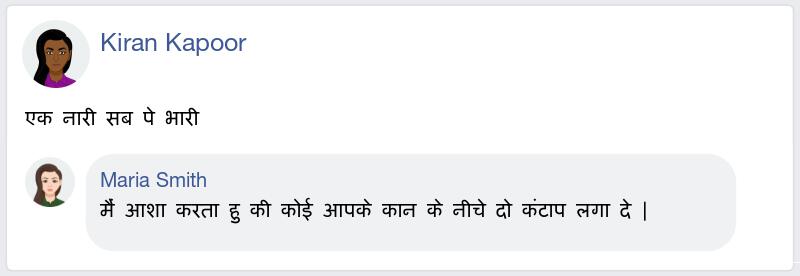 Kiran Kapoor
एक नारी सब पे भारी
Maria Smith
मैं आशा करता हु की कोई आपके कान के नीचे दो कंटाप लगा दे |